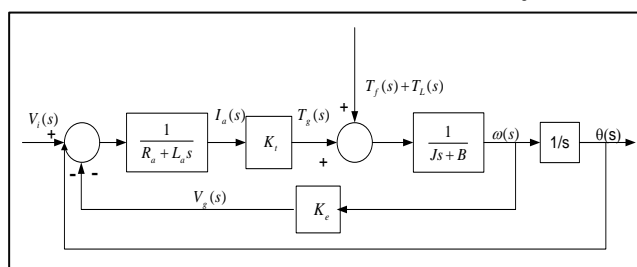 T_f(s)+T_L(s)
V_i(s) I_a(s) T_g(s) ω(s) θ(s)
+ +
1/(R_a+L_a s) K_t 1/(Js+B) 1/s
- - +
V_g(s) K_e